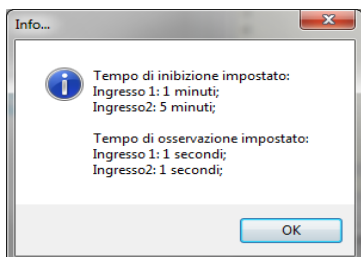 Info...
Tempo di inibizione impostato:
Ingresso 1: 1 minuti;
Ingresso2: 5 minuti;
Tempo di osservazione impostato:
Ingresso 1: 1 secondi;
Ingresso2: 1 secondi;
OK